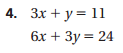 4. 3x + y = 11
6x + 3y = 24